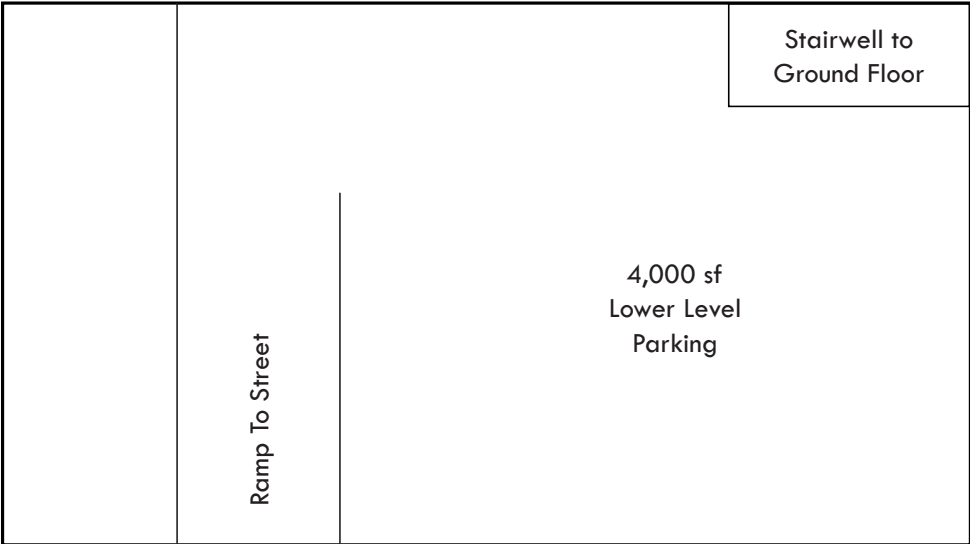 Stairwell to
Ground Floor
4,000 sf
Lower Level
Parking
Ramp To Street